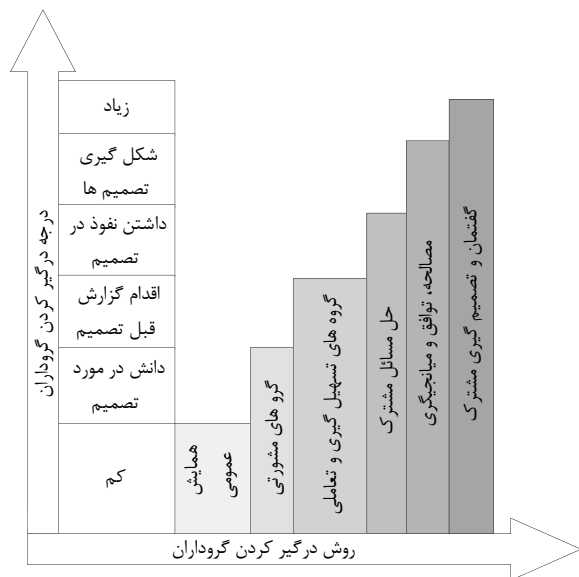 زیاد
شکل گیری
تصمیم ها
داشتن نفوذ در
تصمیم
اقدام گزارش
قبل تصمیم
دانش در مورد
تصمیم
کم
درجه درگیر کردن گروداران
همایش
عمومی
گرو های مشورتی
گروه های تسهیل گیری و تعاملی
حل مسائل مشترک
مصالحه، توافق و میانجیگری
گفتمان و تصمیم گیری مشترک
روش درگیر کردن گروداران